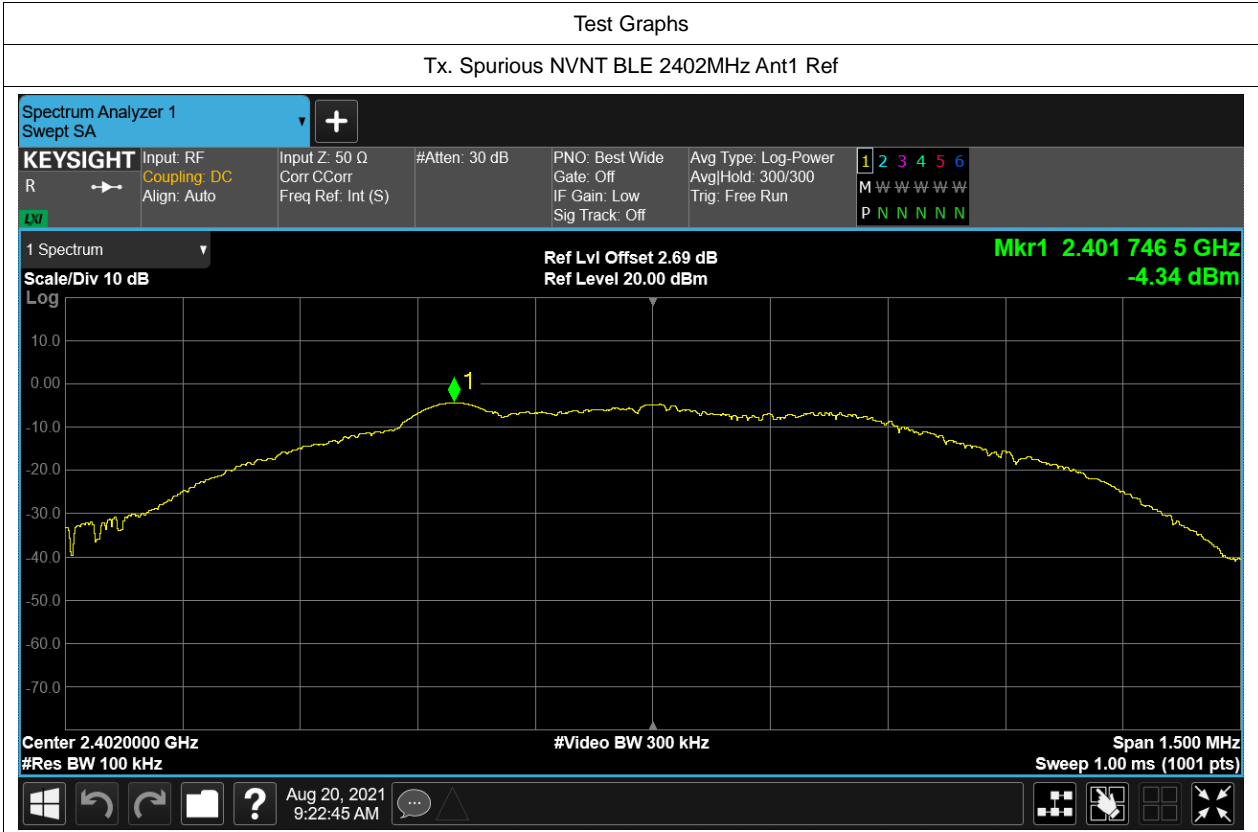 Test Graphs
Tx. Spurious NVNT BLE 2402MHz Ant1 Ref
Spectrum Analyzer 1
Swept SA
KEYSIGHT
R
LXI
Input: RF
Coupling: DC
Align: Auto
Input Z: 50 Ω
Corr CCorr
Freq Ref: Int (S)
#Atten: 30 dB
PNO: Best Wide
Gate: Off
IF Gain: Low
Sig Track: Off
Avg Type: Log-Power
Avg|Hold: 300/300
Trig: Free Run
1 2 3 4 5 6
M W W W W W
P N N N N N
1 Spectrum
Scale/Div 10 dB
Log
Ref Lvl Offset 2.69 dB
Ref Level 20.00 dBm
Mkr1 2.401 746 5 GHz
-4.34 dBm
10.0
0.00
1
-10.0
-20.0
-30.0
-40.0
-50.0
-60.0
-70.0
Center 2.4020000 GHz
#Res BW 100 kHz
#Video BW 300 kHz
Span 1.500 MHz
Sweep 1.00 ms (1001 pts)
?
Aug 20, 2021
9:22:45 AM